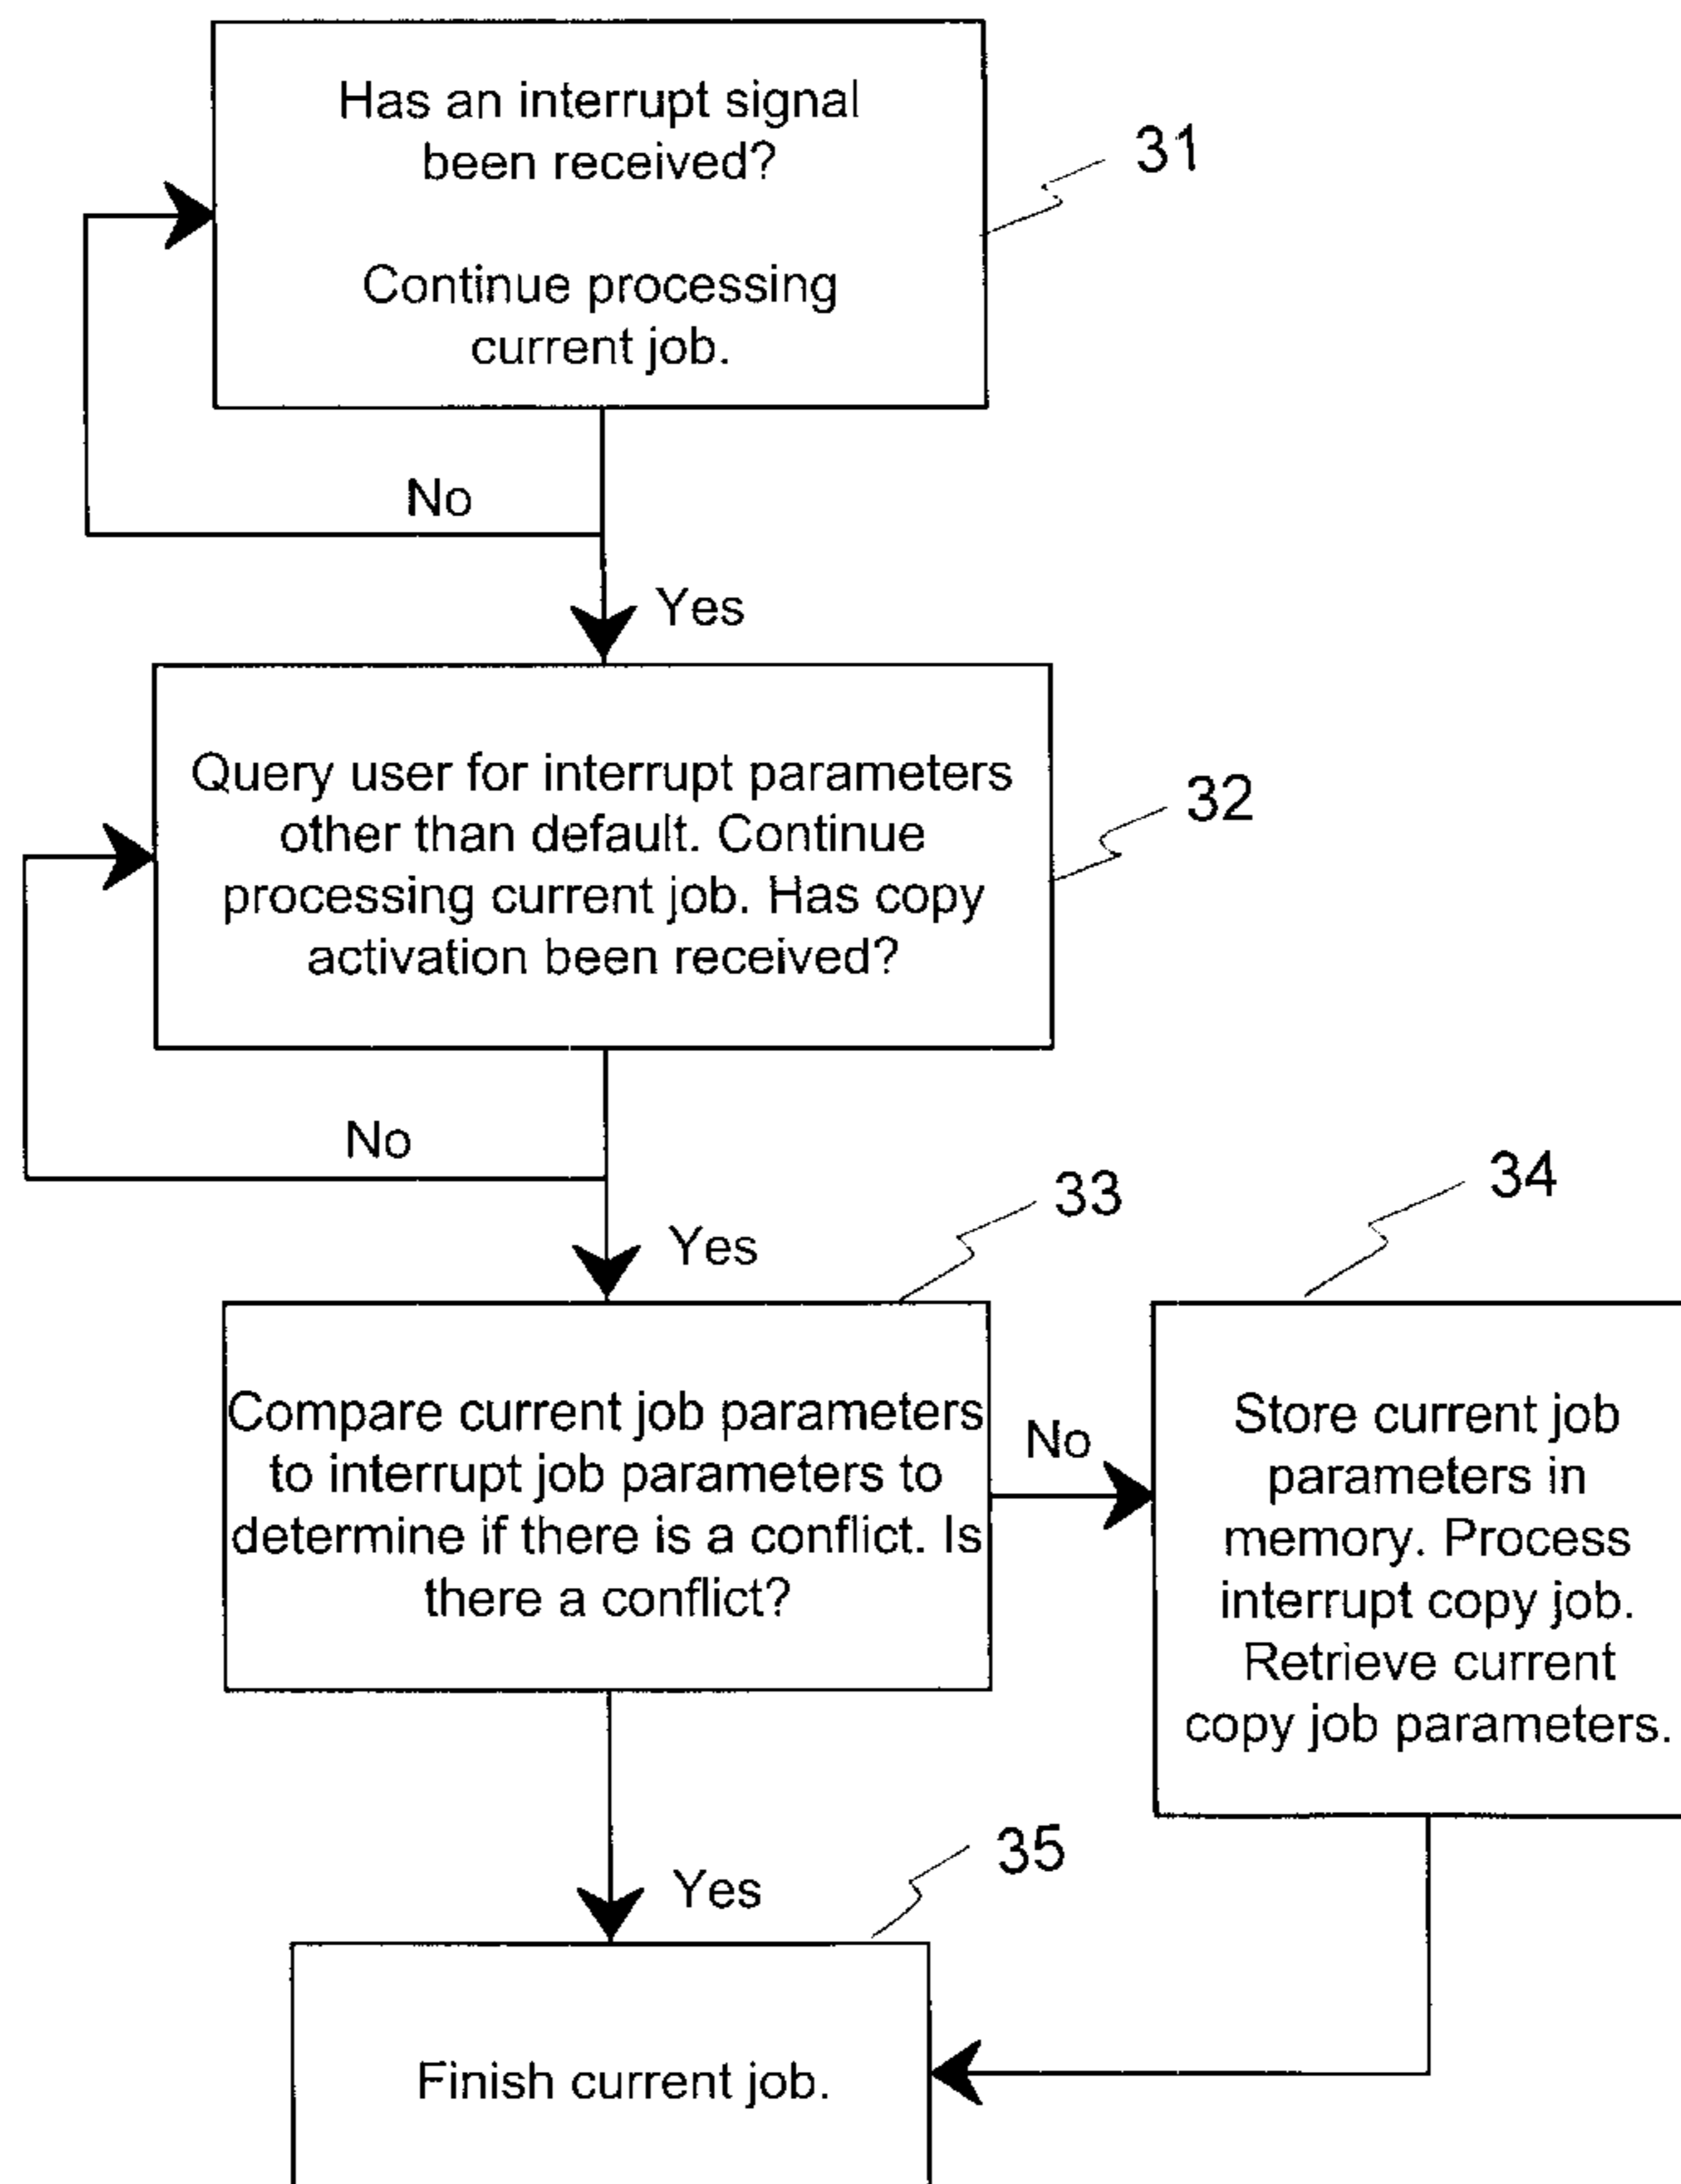 Has an interrupt signal
been received?
Continue processing
current job.
31
No
Yes
Query user for interrupt parameters
other than default. Continue
processing current job. Has copy
activation been received?
32
No
Yes
33
34
Compare current job parameters
to interrupt job parameters to
determine if there is a conflict. Is
there a conflict?
No
Store current job
parameters in
memory. Process
interrupt copy job.
Retrieve current
copy job parameters.
Yes
35
Finish current job.